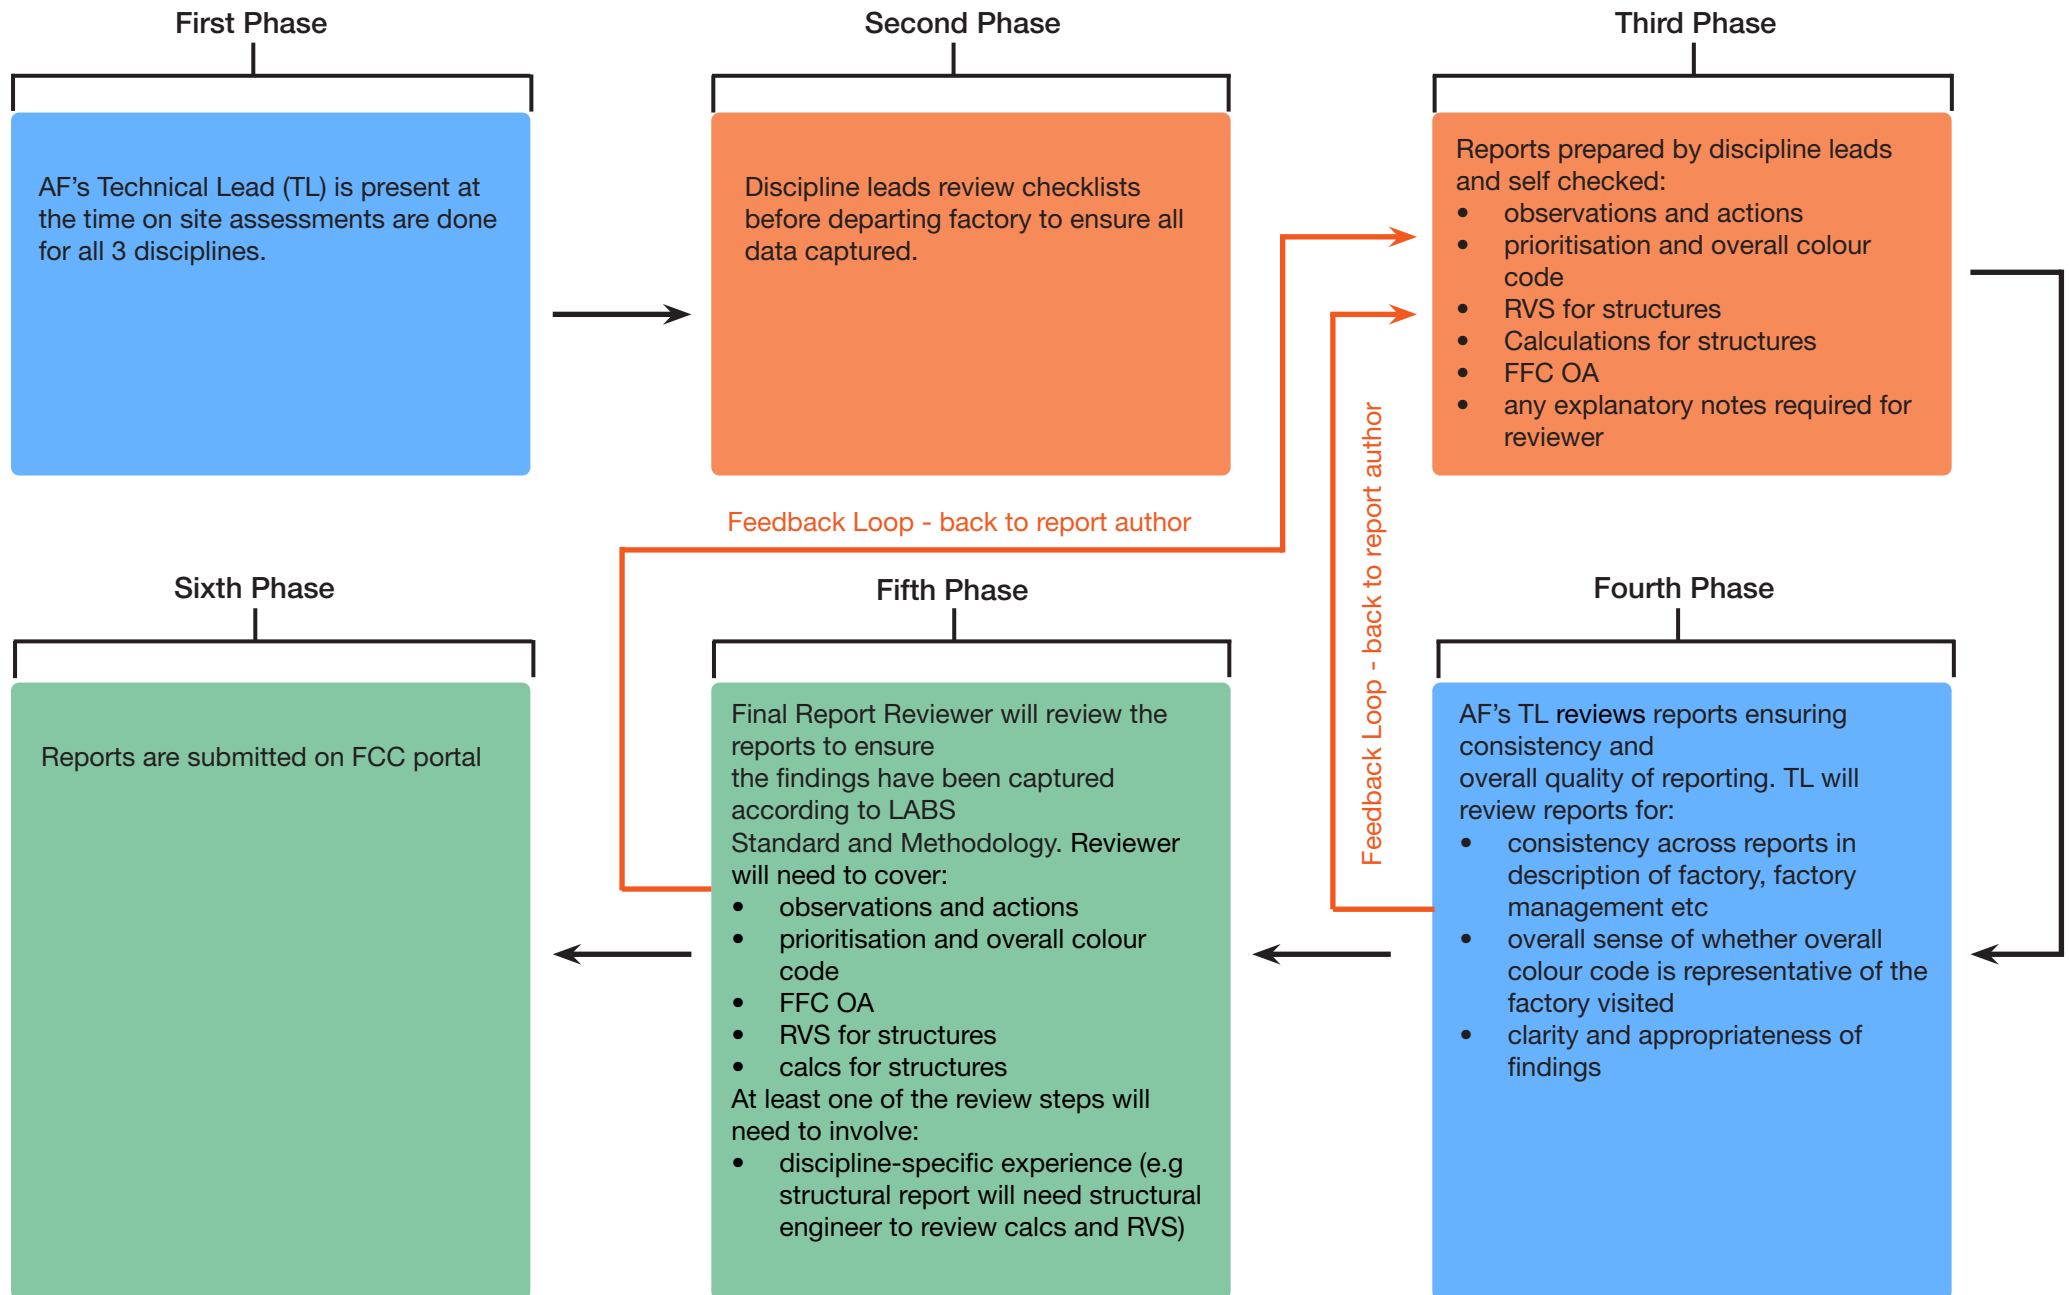 First Phase
AF’s Technical Lead (TL) is present at
the time on site assessments are done
for all 3 disciplines.
Second Phase
Discipline leads review checklists
before departing factory to ensure all
data captured.
Third Phase
Reports prepared by discipline leads
and self checked:
• observations and actions
• prioritisation and overall colour
code
• RVS for structures
• Calculations for structures
• FFC OA
• any explanatory notes required for
reviewer
Feedback Loop - back to report author
Feedback Loop - back to report author
Fourth Phase
AF’s TL reviews reports ensuring
consistency and
overall quality of reporting. TL will
review reports for:
• consistency across reports in
description of factory, factory
management etc
• overall sense of whether overall
colour code is representative of the
factory visited
• clarity and appropriateness of
findings
Fifth Phase
Final Report Reviewer will review the
reports to ensure
the findings have been captured
according to LABS
Standard and Methodology. Reviewer
will need to cover:
• observations and actions
• prioritisation and overall colour
code
• FFC OA
• RVS for structures
• calcs for structures
At least one of the review steps will
need to involve:
• discipline-specific experience (e.g
structural report will need structural
engineer to review calcs and RVS)
Sixth Phase
Reports are submitted on FCC portal